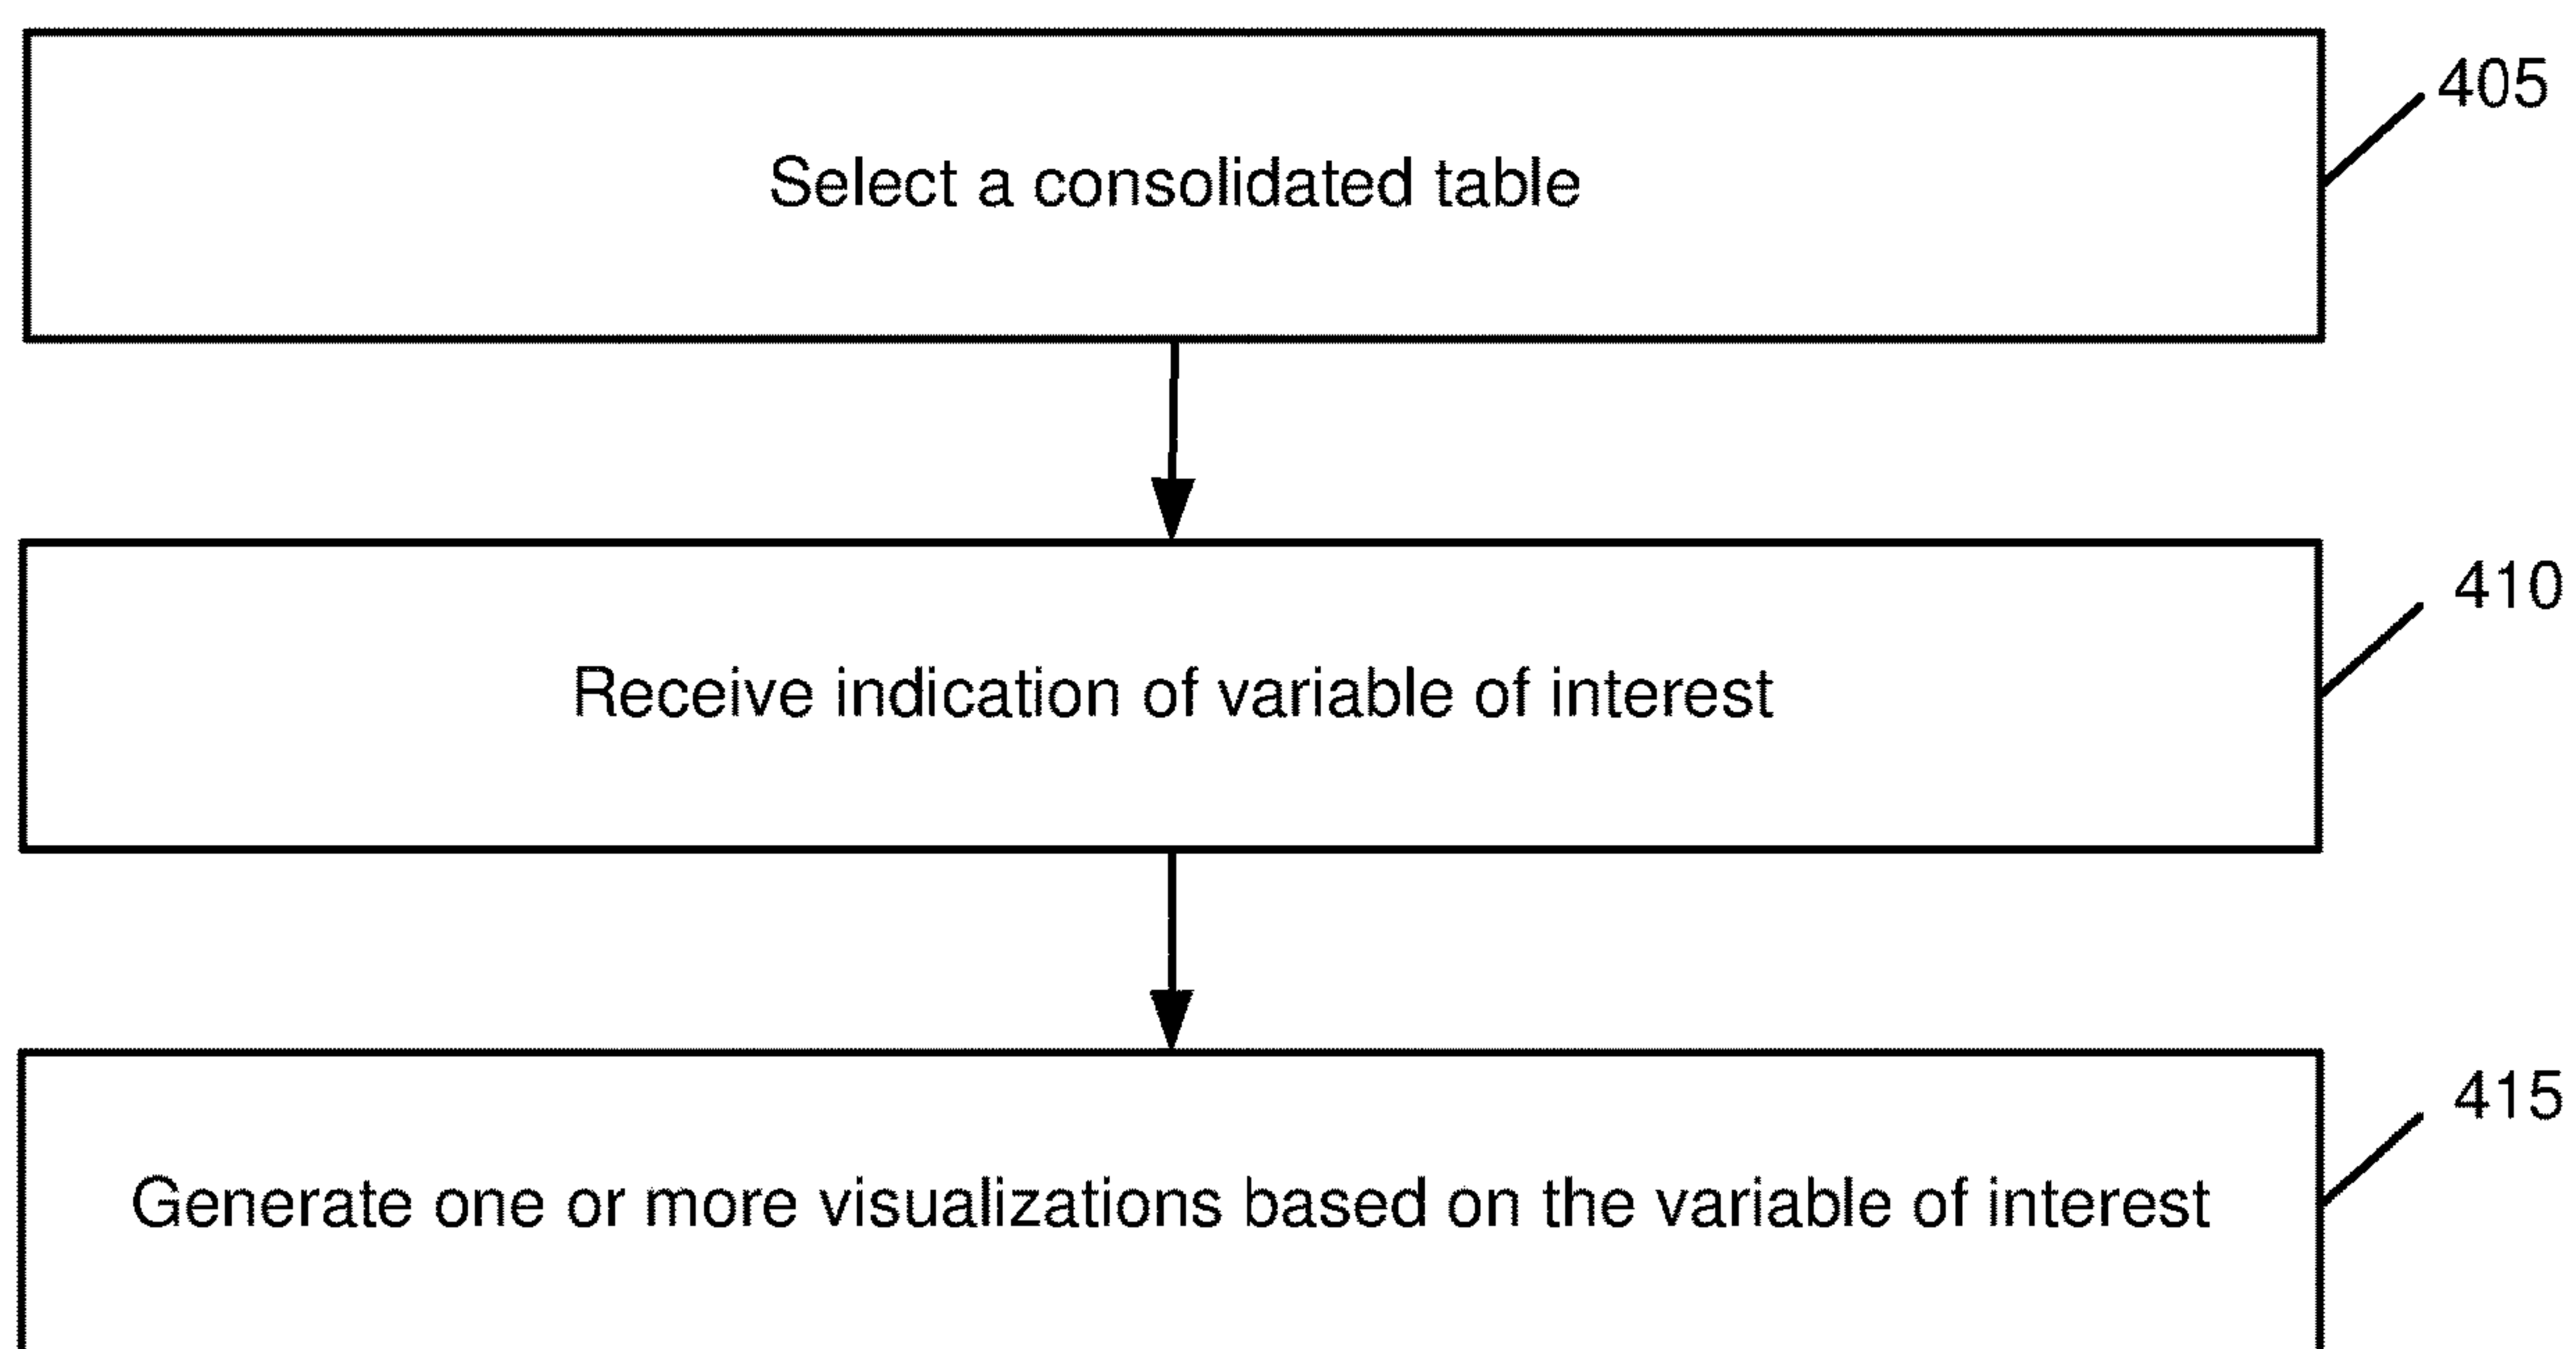 405
Select a consolidated table
410
Receive indication of variable of interest
415
Generate one or more visualizations based on the variable of interest